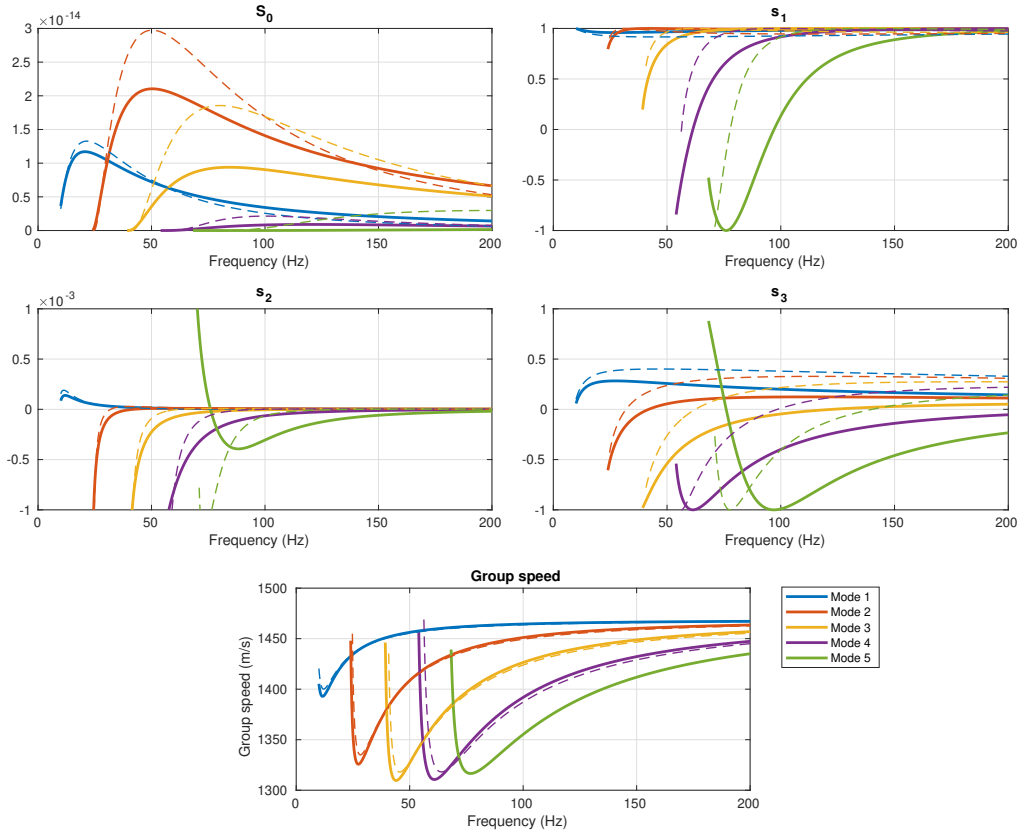 S0
×10-14
3
2.5
2
1.5
1
0.5
0
0 50 100 150 200
Frequency (Hz)
s1
1
0.5
0
-0.5
-1
0 50 100 150 200
Frequency (Hz)
s2
×10-3
1
0.5
0
-0.5
-1
0 50 100 150 200
Frequency (Hz)
s3
1
0.5
0
-0.5
-1
0 50 100 150 200
Frequency (Hz)
Group speed
Group speed (m/s)
1500
1450
1400
1350
1300
0 50 100 150 200
Frequency (Hz)
Mode 1
Mode 2
Mode 3
Mode 4
Mode 5